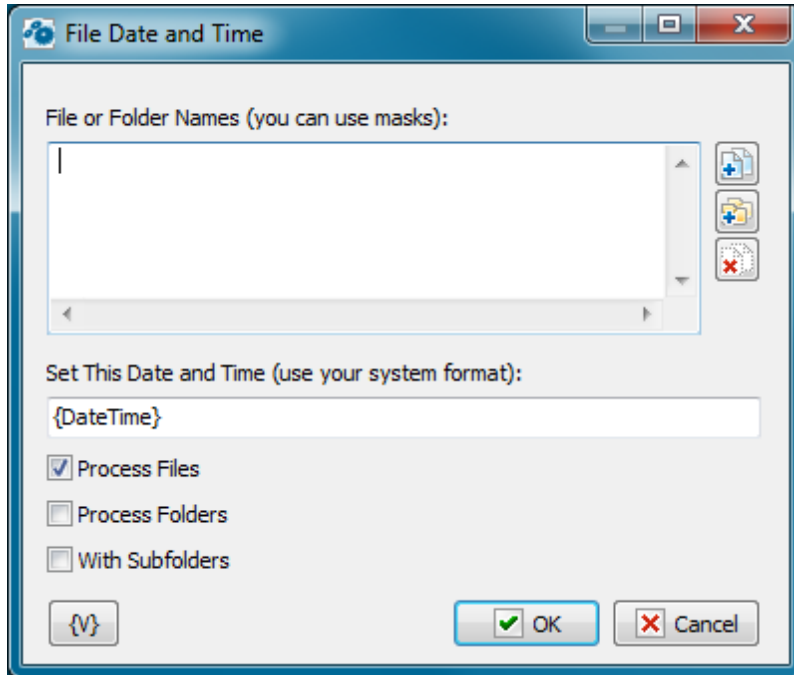 File Date and Time
File or Folder Names (you can use masks):
Set This Date and Time (use your system format):
{DateTime}
Process Files
Process Folders
With Subfolders
{V}
OK
Cancel